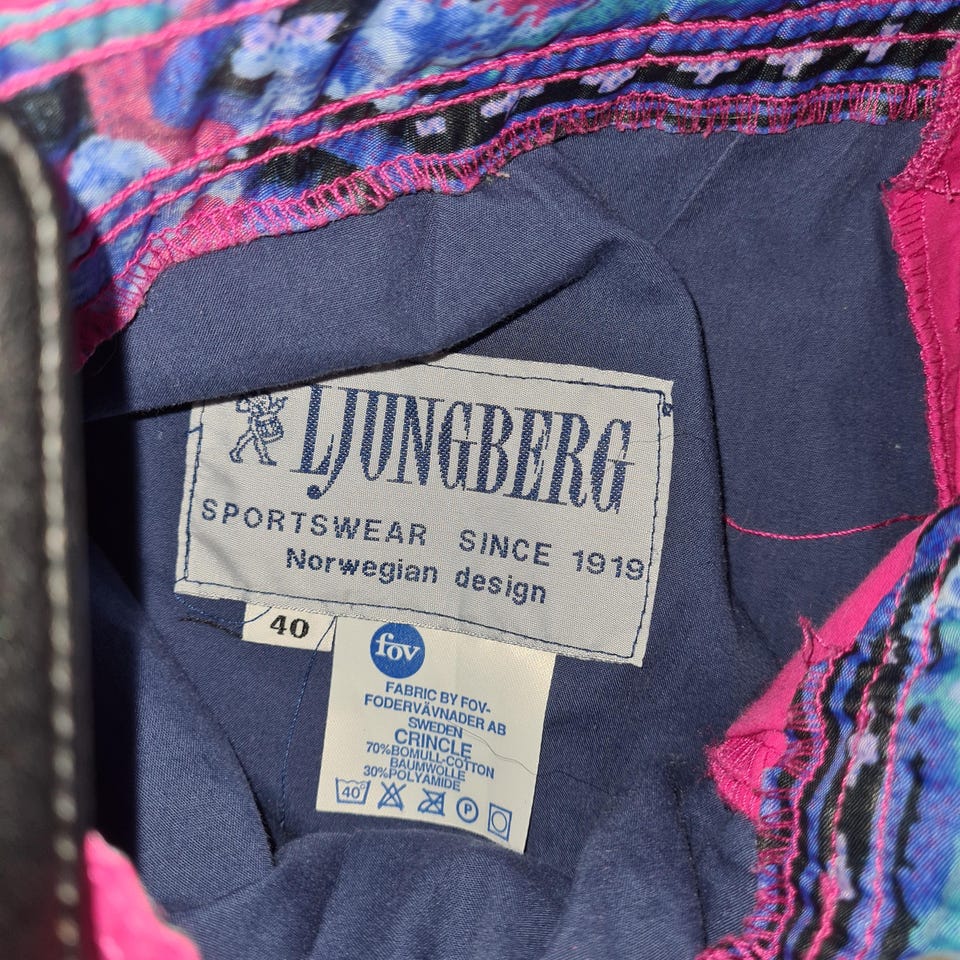 LJUNGBERG
SPORTSWEAR SINCE 1919
Norwegian design
40
fov
FABRIC BY FOV-
FODERVÄVNADER AB
SWEDEN
CRINCLE
70%BOMULL-COTTON
BAUMWOLLE
30%POLYAMIDE
40° P